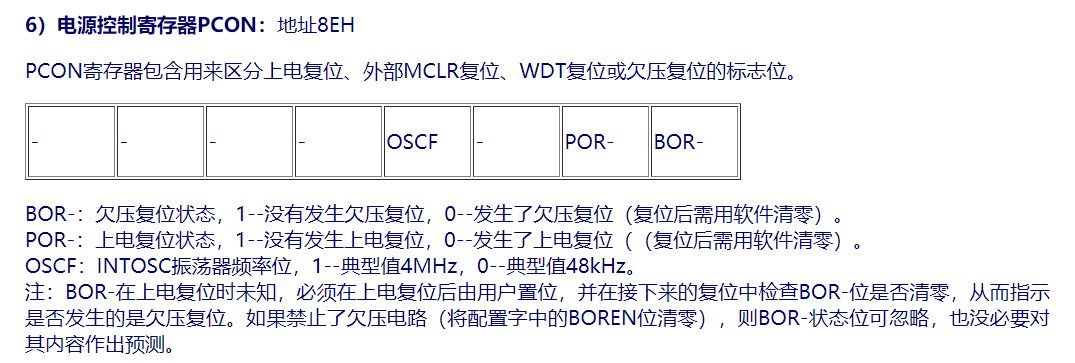 6）电源控制寄存器PCON：地址8EH
PCON寄存器包含用来区分上电复位、外部MCLR复位、WDT复位或欠压复位的标志位。
- - - - OSCF - POR- BOR-
BOR-：欠压复位状态，1--没有发生欠压复位，0--发生了欠压复位（复位后需用软件清零）。
POR-：上电复位状态，1--没有发生上电复位，0--发生了上电复位（（复位后需用软件清零）。
OSCF：INTOSC振荡器频率位，1--典型值4MHz，0--典型值48kHz。
注：BOR-在上电复位时未知，必须在上电复位后由用户置位，并在接下来的复位中检查BOR-位是否清零，从而指示
是否发生的是欠压复位。如果禁止了欠压电路（将配置字中的BOREN位清零），则BOR-状态位可忽略，也没必要对
其内容作出预测。